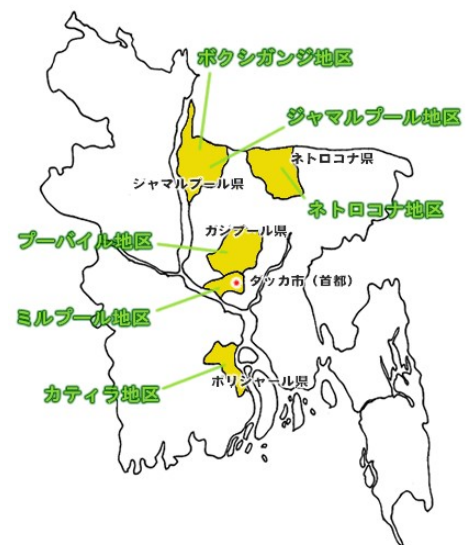 ボクシガンジ地区
ジャマルプール地区
ネトロコナ県
ジャマルプール県
ネトロコナ地区
ガジプール県
プーバイル地区
ダッカ市（首都）
ミルプール地区
ボリシャール県
カティラ地区